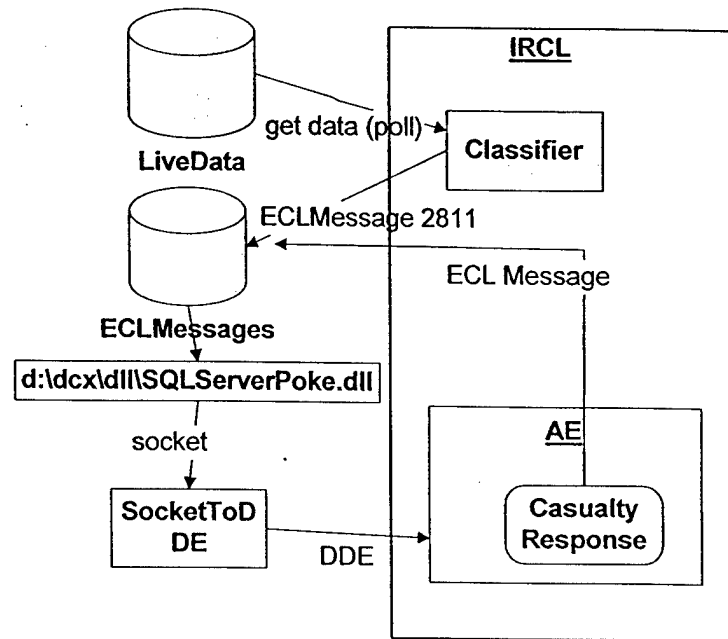 IRCL
get data (poll)
Classifier
LiveData
ECLMessage 2811
ECL Message
ECLMessages
d:\dcx\dll\SQLServerPoke.dll
socket
AE
SocketToD
DE
DDE
Casualty
Response